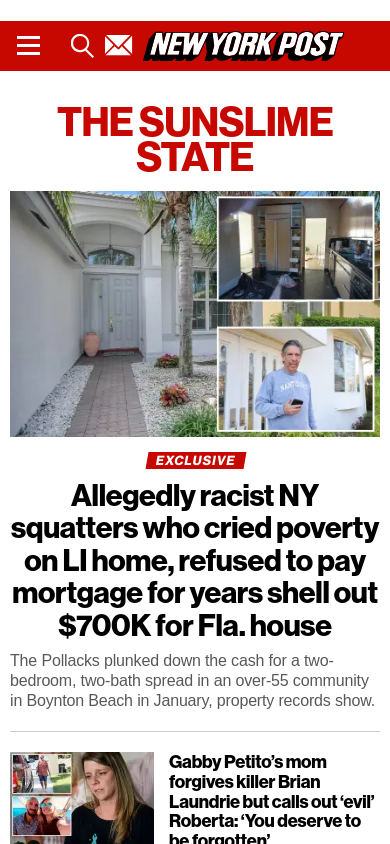 NEW YORK POST
THE SUNSLIME
STATE
EXCLUSIVE
Allegedly racist NY
squatters who cried poverty
on LI home, refused to pay
mortgage for years shell out
$700K for Fla. house
The Pollacks plunked down the cash for a two-
bedroom, two-bath spread in an over-55 community
in Boynton Beach in January, property records show.
Gabby Petito’s mom
forgives killer Brian
Laundrie but calls out ‘evil’
Roberta: ‘You deserve to
be forgotten’